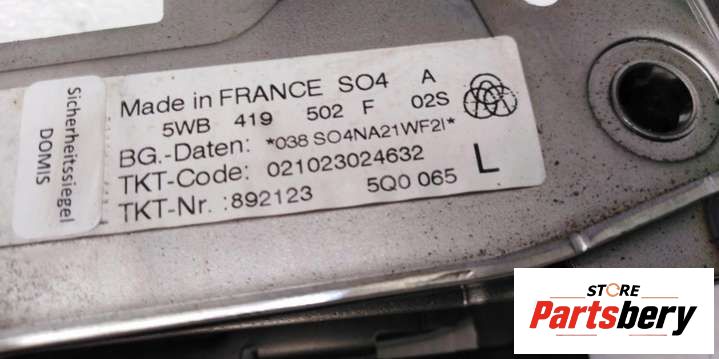 Sicherheitssiegel
DOMIS
Made in FRANCE SO4 A
5WB 419 502 F 02S
BG.-Daten: *038 SO4NA21WF2I*
TKT-Code: 021023024632
TKT-Nr. :892123 5Q0 065 L
STORE
Partsbery